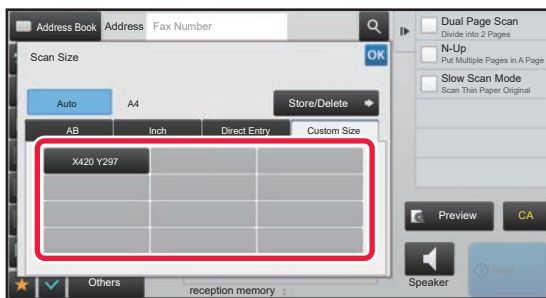 Address Book Address Fax Number
Scan Size
OK
Auto A4 Store/Delete
AB Inch Direct Entry Custom Size
X420 Y297
Others
reception memory :
Dual Page Scan
Divide into 2 Pages
N-Up
Put Multiple Pages in A Page
Slow Scan Mode
Scan Thin Paper Original
Preview CA
Speaker
Start